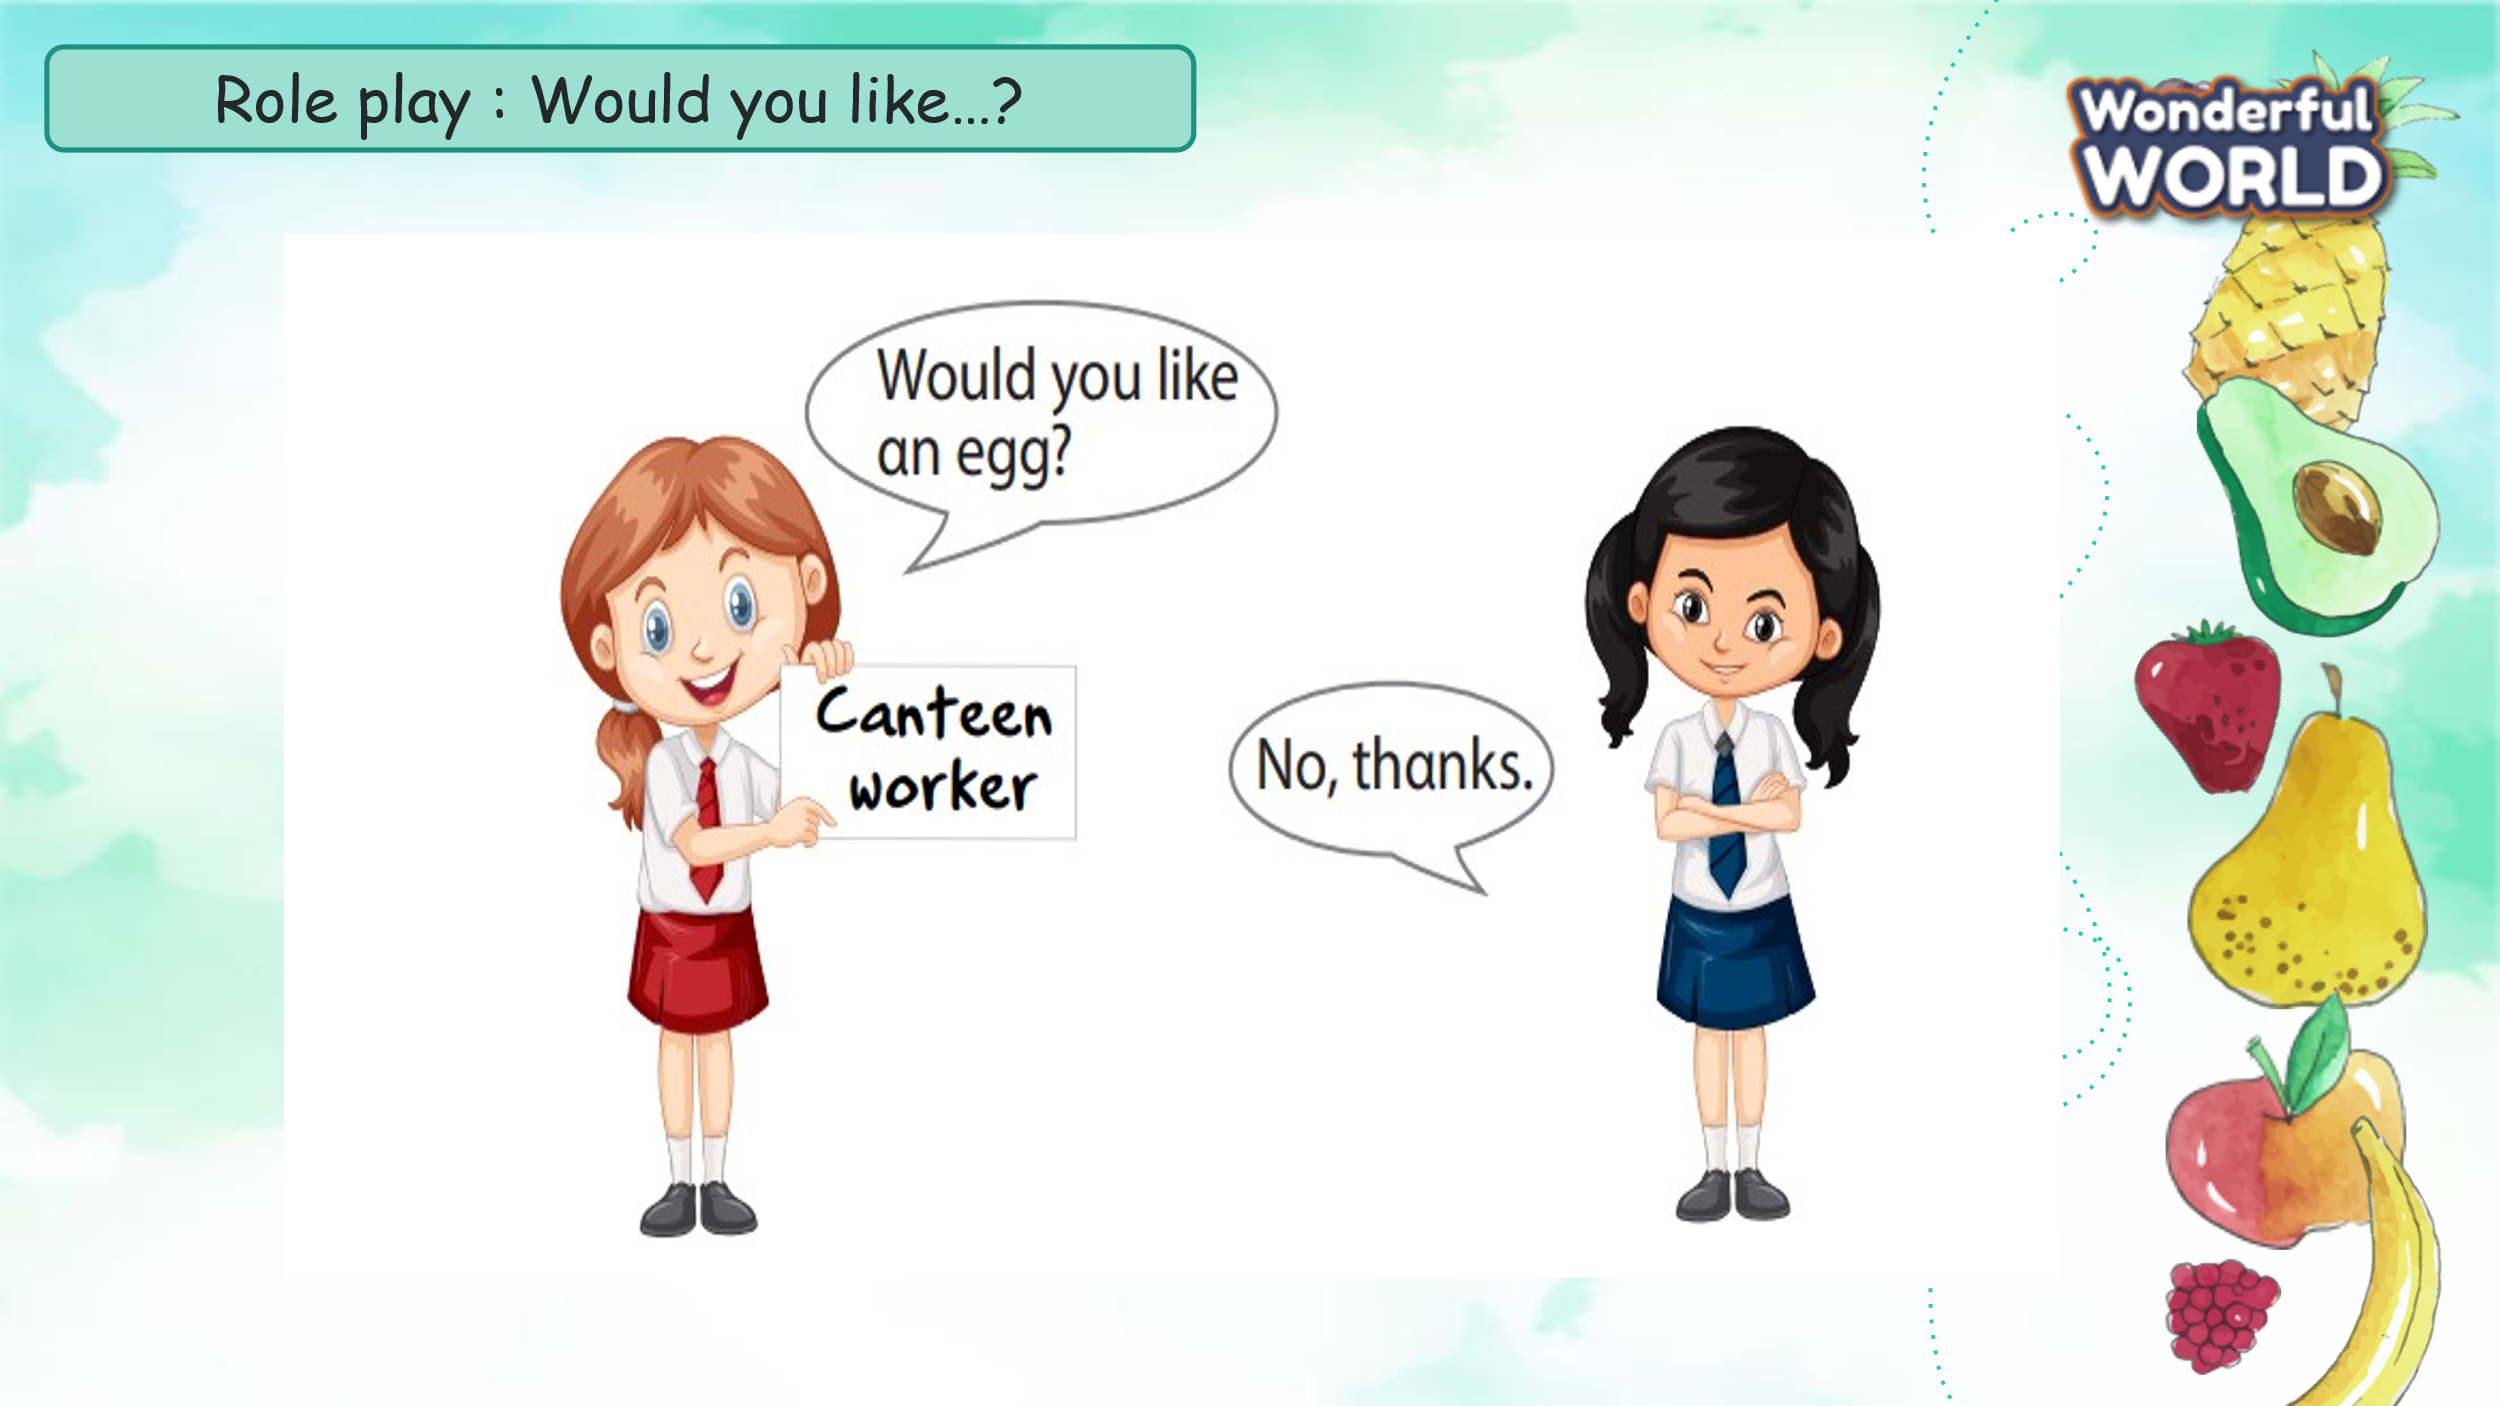 Role play : Would you like...?
Wonderful
WORLD
Would you like
an egg?
Canteen
worker
No, thanks.